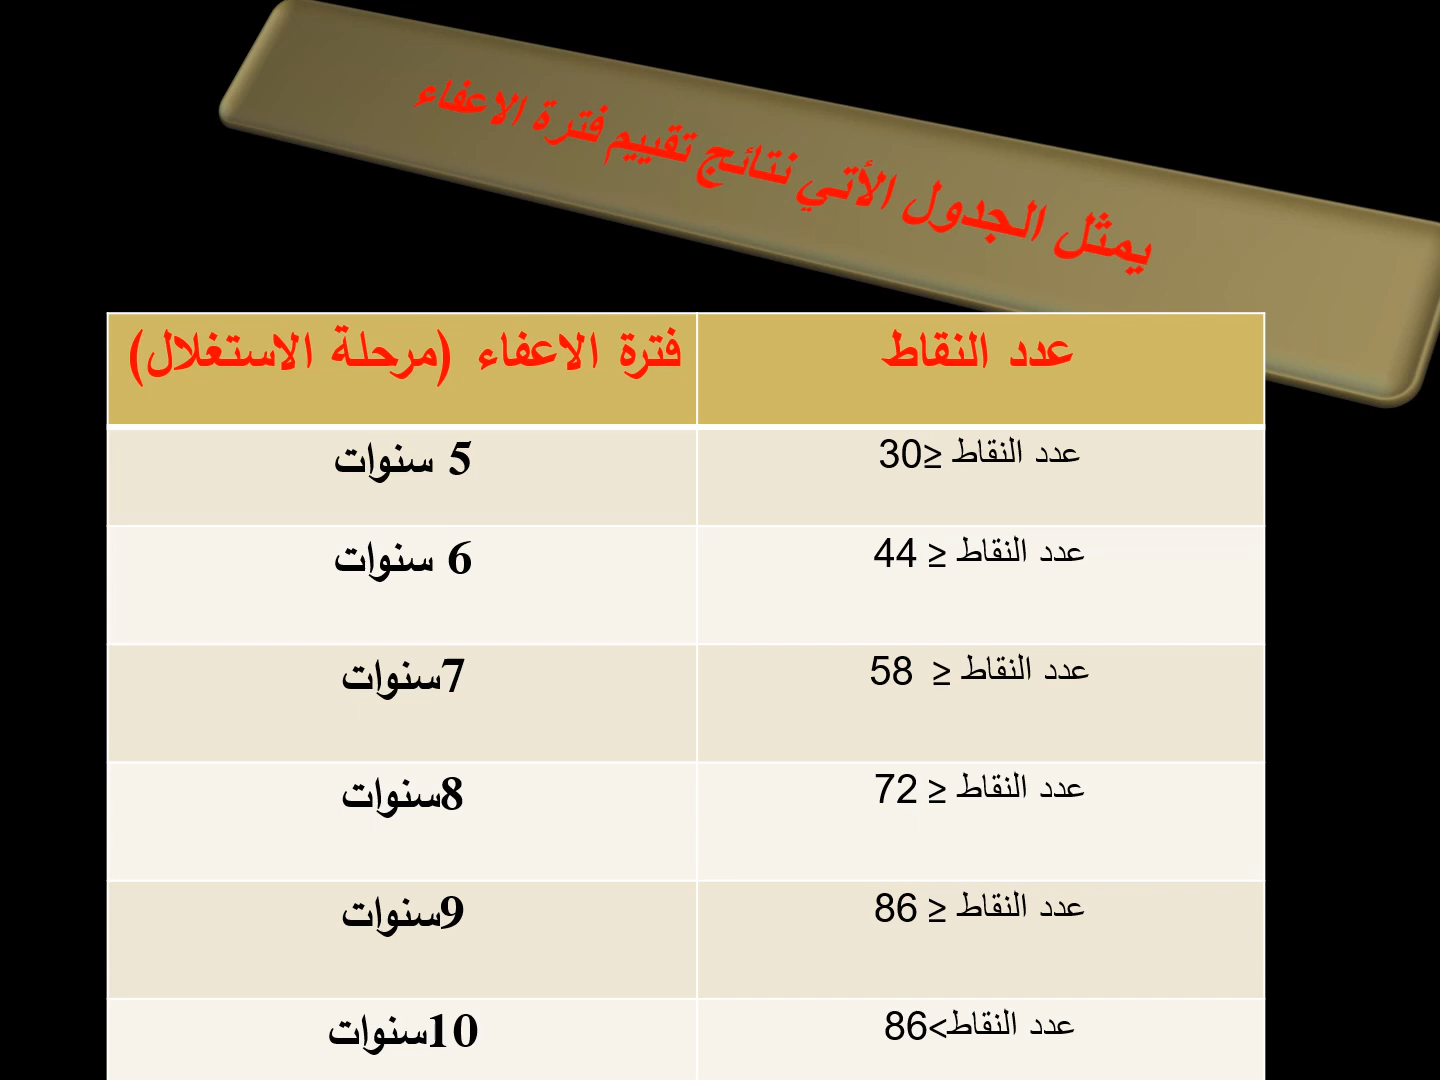 يمثل الجدول الأتي نتائج تقييم فترة الاعفاء
عدد النقاط
فترة الاعفاء (مرحلة الاستغلال)
عدد النقاط ≤30
5 سنوات
عدد النقاط ≤ 44
6 سنوات
عدد النقاط ≤ 58
7سنوات
عدد النقاط ≤ 72
8سنوات
عدد النقاط ≤ 86
9سنوات
عدد النقاط>86
10سنوات